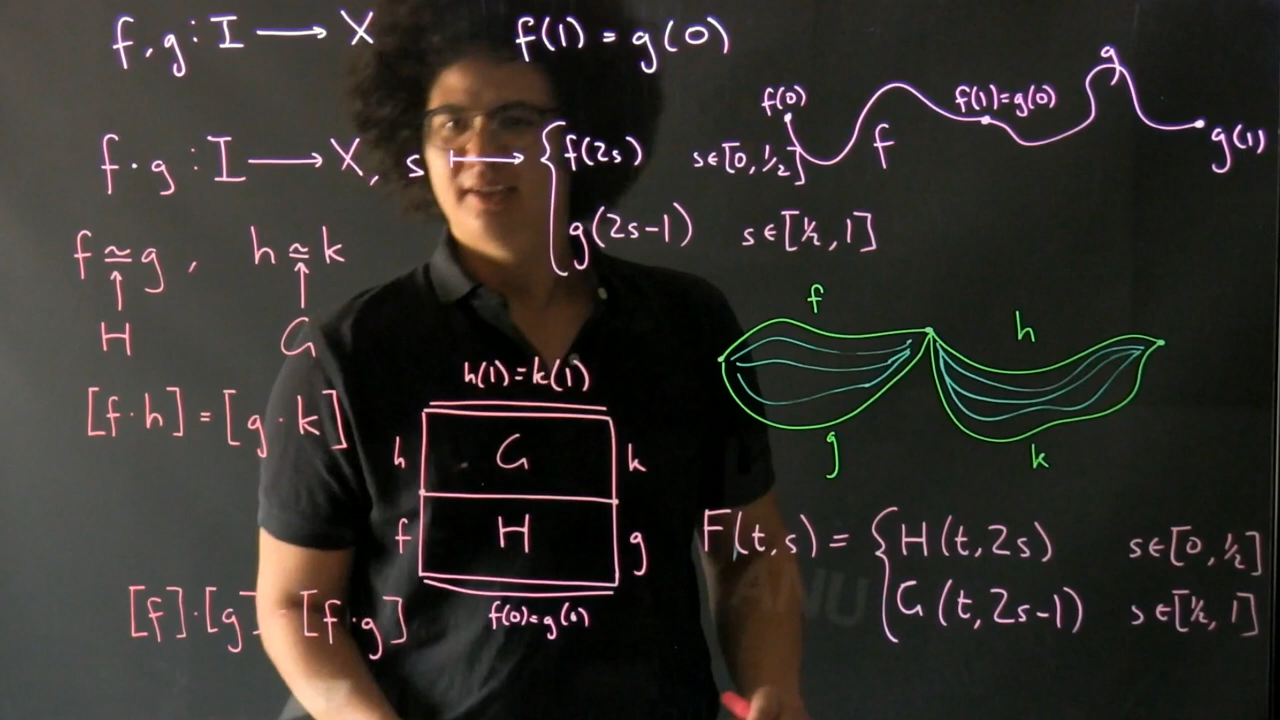 f, g : I ⟶ X f(1) = g(0)
f(0) f f(1)=g(0) g g(1)
f · g : I ⟶ X, s ⟼ { f(2s) s∈[0, ½]
g(2s-1) s∈[½, 1]
f ≃ g , h ≃ k
↑ ↑
H G
f h
g k
[f·h] = [g·k]
h(1)=k(1)
h G k
f H g
f(0)=g(0)
F(t,s) = { H(t,2s) s∈[0, ½]
G(t,2s-1) s∈[½, 1]
[f]·[g] = [f·g]
ANU